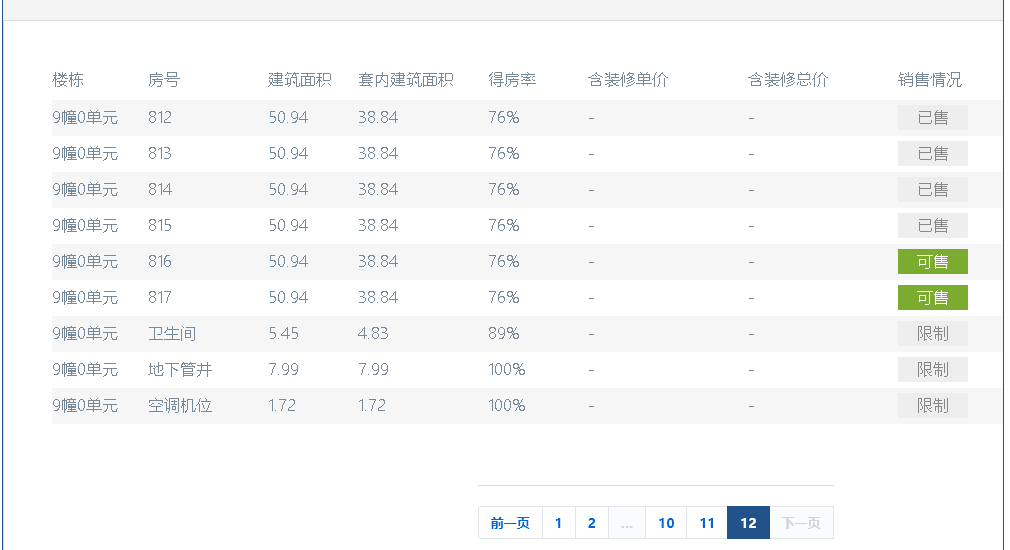 楼栋 房号 建筑面积 套内建筑面积 得房率 含装修单价 含装修总价 销售情况
9幢0单元 812 50.94 38.84 76% - - 已售
9幢0单元 813 50.94 38.84 76% - - 已售
9幢0单元 814 50.94 38.84 76% - - 已售
9幢0单元 815 50.94 38.84 76% - - 已售
9幢0单元 816 50.94 38.84 76% - - 可售
9幢0单元 817 50.94 38.84 76% - - 可售
9幢0单元 卫生间 5.45 4.83 89% - - 限制
9幢0单元 地下管井 7.99 7.99 100% - - 限制
9幢0单元 空调机位 1.72 1.72 100% - - 限制
前一页 1 2 ... 10 11 12 下一页